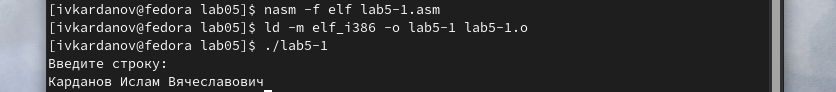 [ivkardanov@fedora lab05]$ nasm -f elf lab5-1.asm
[ivkardanov@fedora lab05]$ ld -m elf_i386 -o lab5-1 lab5-1.o
[ivkardanov@fedora lab05]$ ./lab5-1
Введите строку:
Карданов Ислам Вячеславович